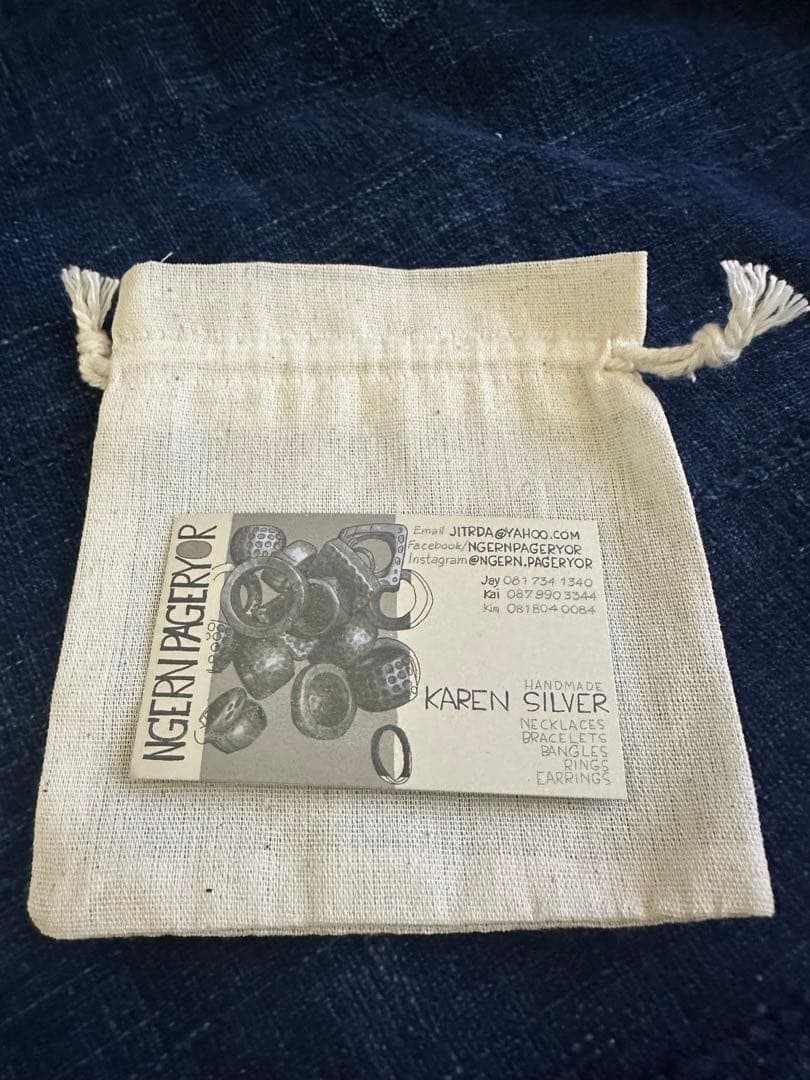 NGERN PAGERYOR
Email JITRDA@YAHOO.COM
Facebook/NGERNPAGERYOR
Instagram@NGERN.PAGERYOR
Jay 081 734 1340
Kai 087 990 3344
Kim 081 804 0084
HANDMADE
KAREN SILVER
NECKLACES
BRACELETS
BANGLES
RINGS
EARRINGS